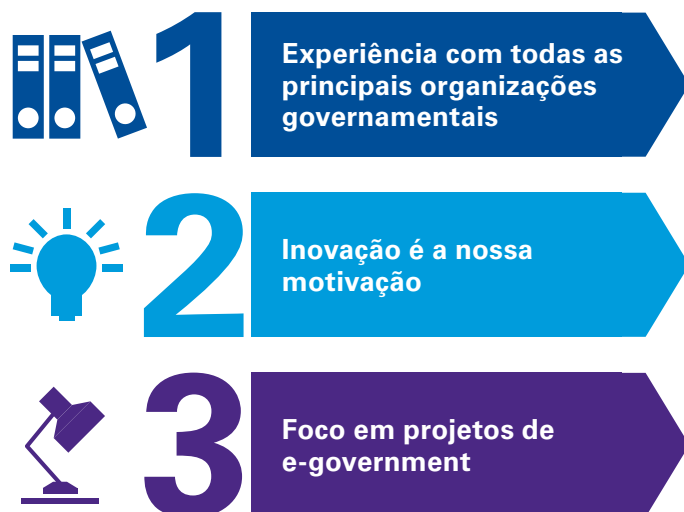 1
Experiência com todas as
principais organizações
governamentais
2
Inovação é a nossa
motivação
3
Foco em projetos de
e-government